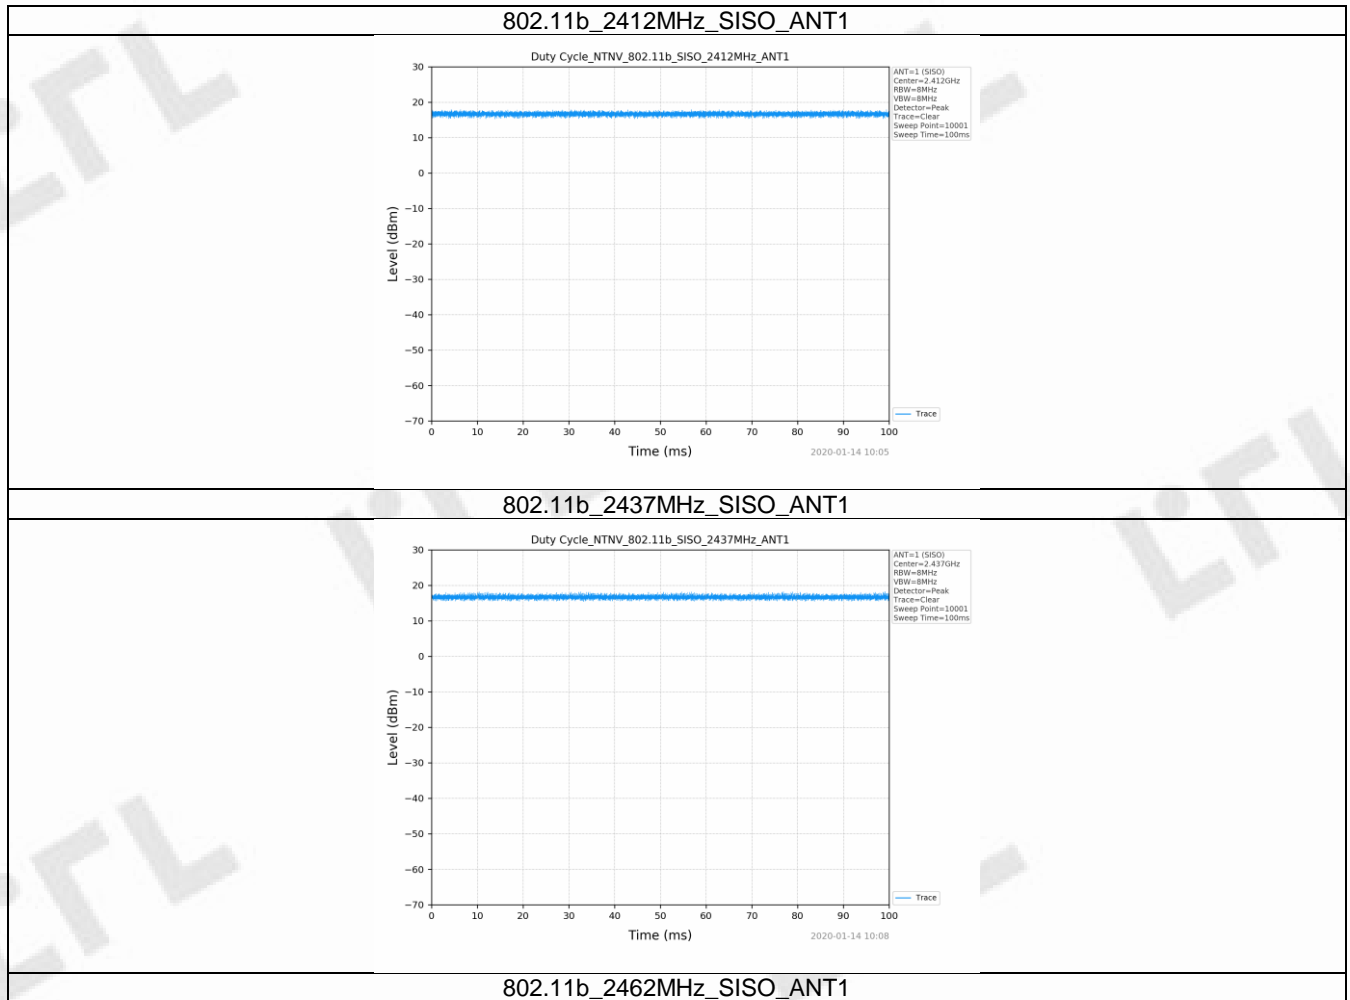 802.11b_2412MHz_SISO_ANT1
Duty Cycle_NTNV_802.11b_SISO_2412MHz_ANT1
30
20
10
0
−10
−20
−30
−40
−50
−60
−70
Level (dBm)
0 10 20 30 40 50 60 70 80 90 100
Time (ms)
2020-01-14 10:05
ANT=1 (SISO)
Center=2.412GHz
RBW=8MHz
VBW=8MHz
Detector=Peak
Trace=Clear
Sweep Point=10001
Sweep Time=100ms
Trace
802.11b_2437MHz_SISO_ANT1
Duty Cycle_NTNV_802.11b_SISO_2437MHz_ANT1
30
20
10
0
−10
−20
−30
−40
−50
−60
−70
Level (dBm)
0 10 20 30 40 50 60 70 80 90 100
Time (ms)
2020-01-14 10:08
ANT=1 (SISO)
Center=2.437GHz
RBW=8MHz
VBW=8MHz
Detector=Peak
Trace=Clear
Sweep Point=10001
Sweep Time=100ms
Trace
802.11b_2462MHz_SISO_ANT1